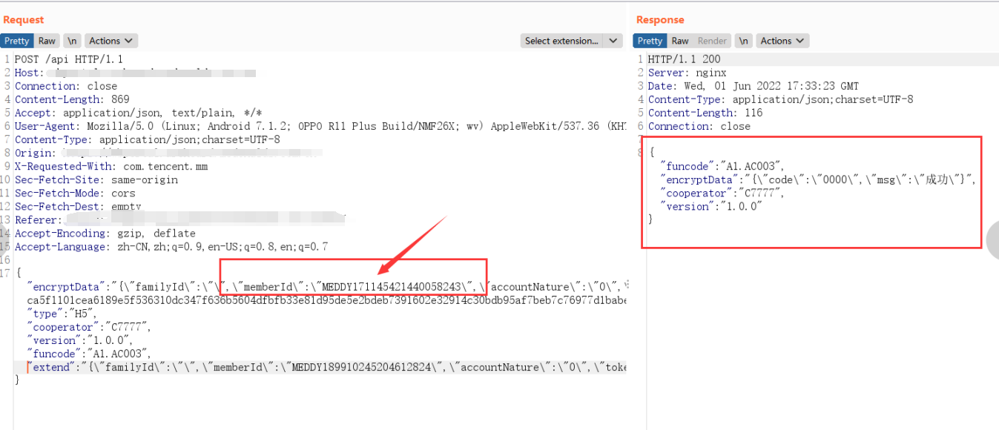 Request
Pretty Raw \n Actions Select extension...
1 POST /api HTTP/1.1
2 Host:
3 Connection: close
4 Content-Length: 869
5 Accept: application/json, text/plain, */*
6 User-Agent: Mozilla/5.0 (Linux; Android 7.1.2; OPPO R11 Plus Build/NMF26X; wv) AppleWebKit/537.36 (KHT
7 Content-Type: application/json;charset=UTF-8
8 Origin:
9 X-Requested-With: com.tencent.mm
10 Sec-Fetch-Site: same-origin
11 Sec-Fetch-Mode: cors
12 Sec-Fetch-Dest: empty
13 Referer:
14 Accept-Encoding: gzip, deflate
15 Accept-Language: zh-CN,zh;q=0.9,en-US;q=0.8,en;q=0.7
16
17 {
"encryptData":"{\"familyId\":\"\",\"memberId\":\"MEDDY171145421440058243\",\"accountNature\":\"0\",
ca5f1101cea6189e5f536310dc347f636b5604dfbfb33e81d95de5e2bdeb7391602e32914c30bdb95af7beb7c76977d1babe
"type":"H5",
"cooperator":"C7777",
"version":"1.0.0",
"funcode":"A1.AC003",
"extend":"{\"familyId\":\"\",\"memberId\":\"MEDDY189910245204612824\",\"accountNature\":\"0\",\"toke
}
Response
Pretty Raw Render \n Actions
1 HTTP/1.1 200
2 Server: nginx
3 Date: Wed, 01 Jun 2022 17:33:23 GMT
4 Content-Type: application/json;charset=UTF-8
5 Content-Length: 116
6 Connection: close
7
8 {
"funcode":"A1.AC003",
"encryptData":"{\"code\":\"0000\",\"msg\":\"成功\"}",
"cooperator":"C7777",
"version":"1.0.0"
}